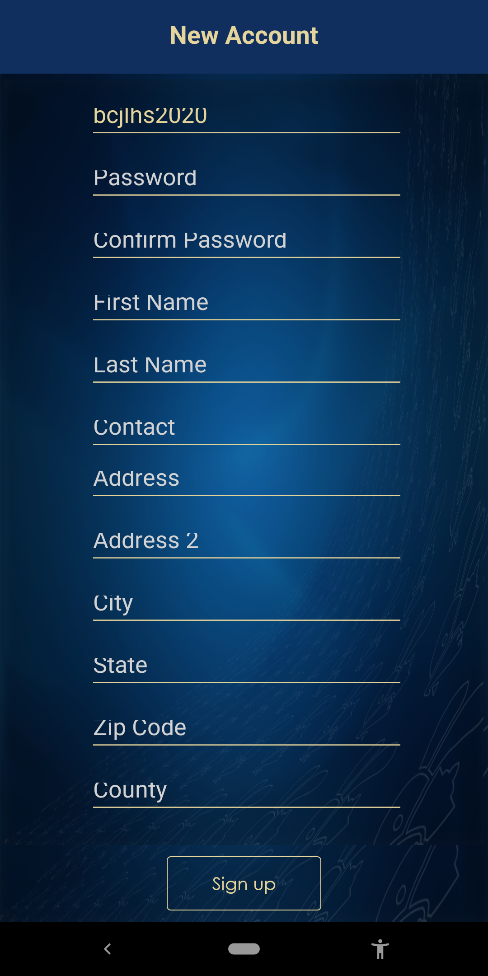 New Account
bcjlhs2020
Password
Confirm Password
First Name
Last Name
Contact
Address
Address 2
City
State
Zip Code
County
Sign up